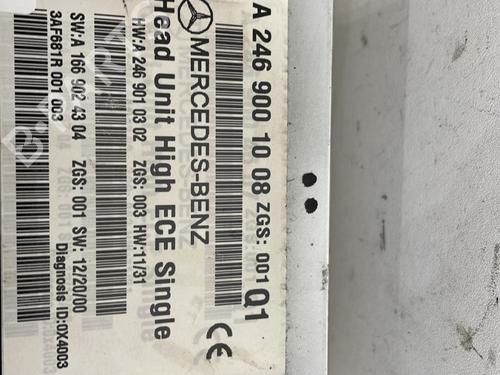 A 246 900 10 08 ZGS: 001 Q1
MERCEDES-BENZ
Head Unit High ECE Single
HW:A 246 901 03 02 ZGS: 003 HW:11/31
SW:A 166 902 43 04 ZGS: 001 SW: 12/20/00
3AF681R 001 003 Diagnosis ID:0X4003
CE